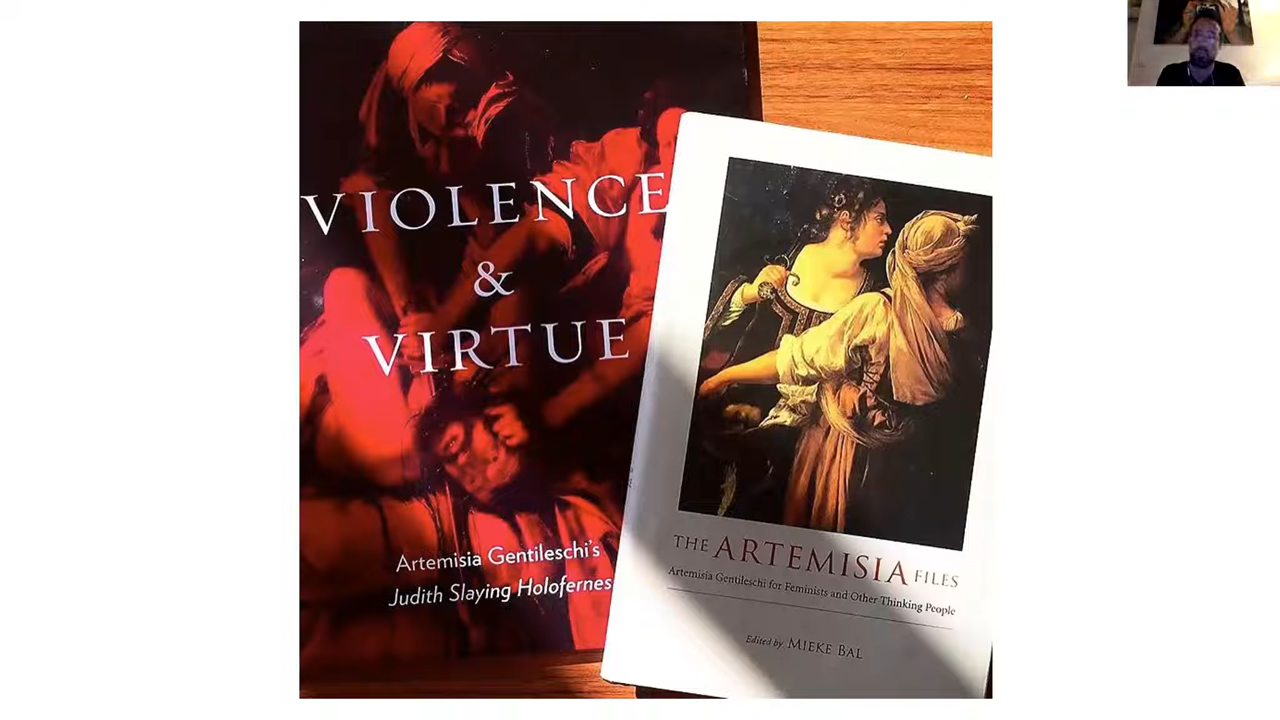 VIOLENCE
&
VIRTUE
Artemisia Gentileschi's
Judith Slaying Holofernes
THE ARTEMISIA FILES
Artemisia Gentileschi for Feminists and Other Thinking People
Edited by MIEKE BAL